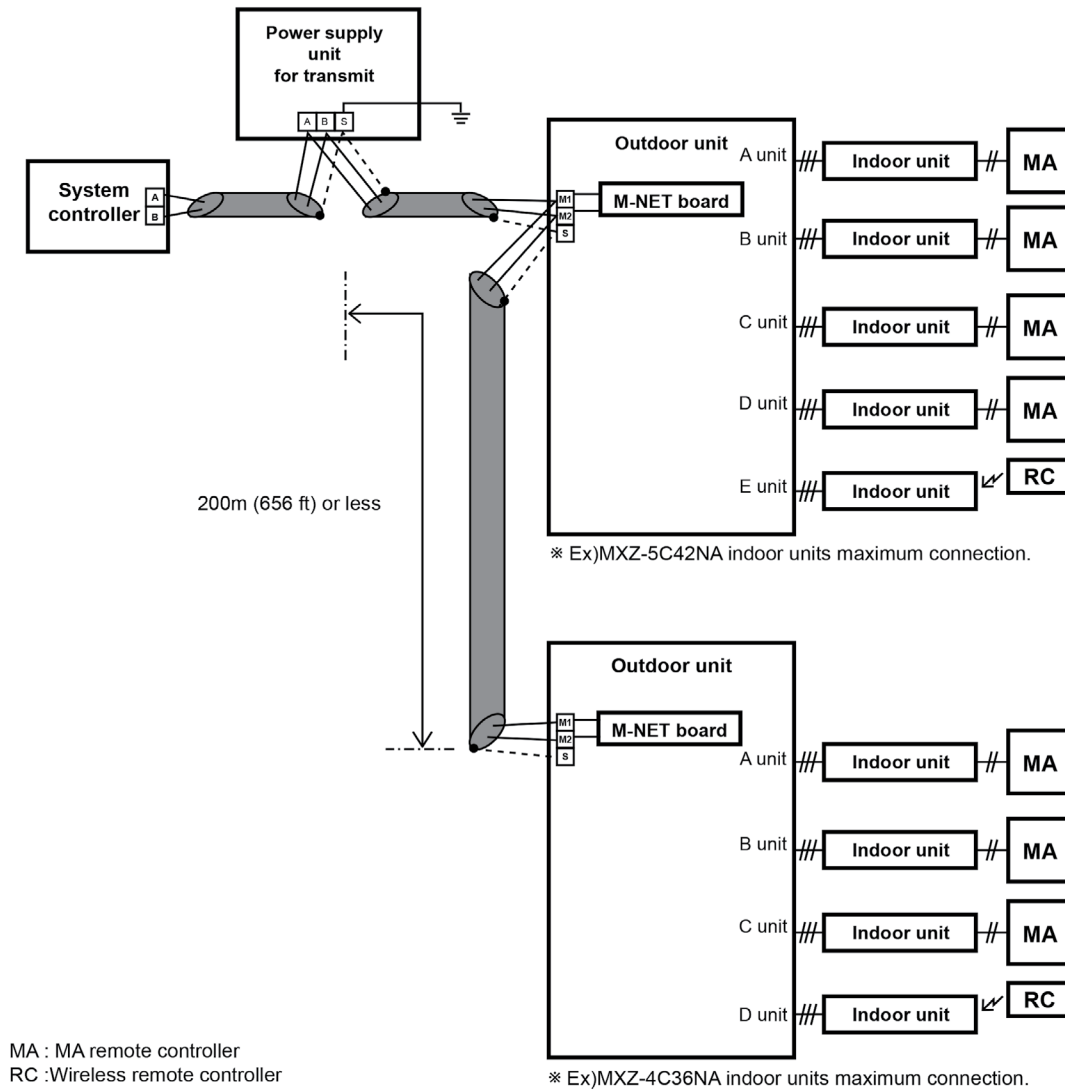 Power supply
unit
for transmit
A B S
System
controller
A
B
Outdoor unit
M1
M2
S
M-NET board
A unit
Indoor unit
MA
B unit
Indoor unit
MA
C unit
Indoor unit
MA
D unit
Indoor unit
MA
E unit
Indoor unit
RC
200m (656 ft) or less
※ Ex)MXZ-5C42NA indoor units maximum connection.
Outdoor unit
M1
M2
S
M-NET board
A unit
Indoor unit
MA
B unit
Indoor unit
MA
C unit
Indoor unit
MA
D unit
Indoor unit
RC
MA : MA remote controller
RC :Wireless remote controller
※ Ex)MXZ-4C36NA indoor units maximum connection.